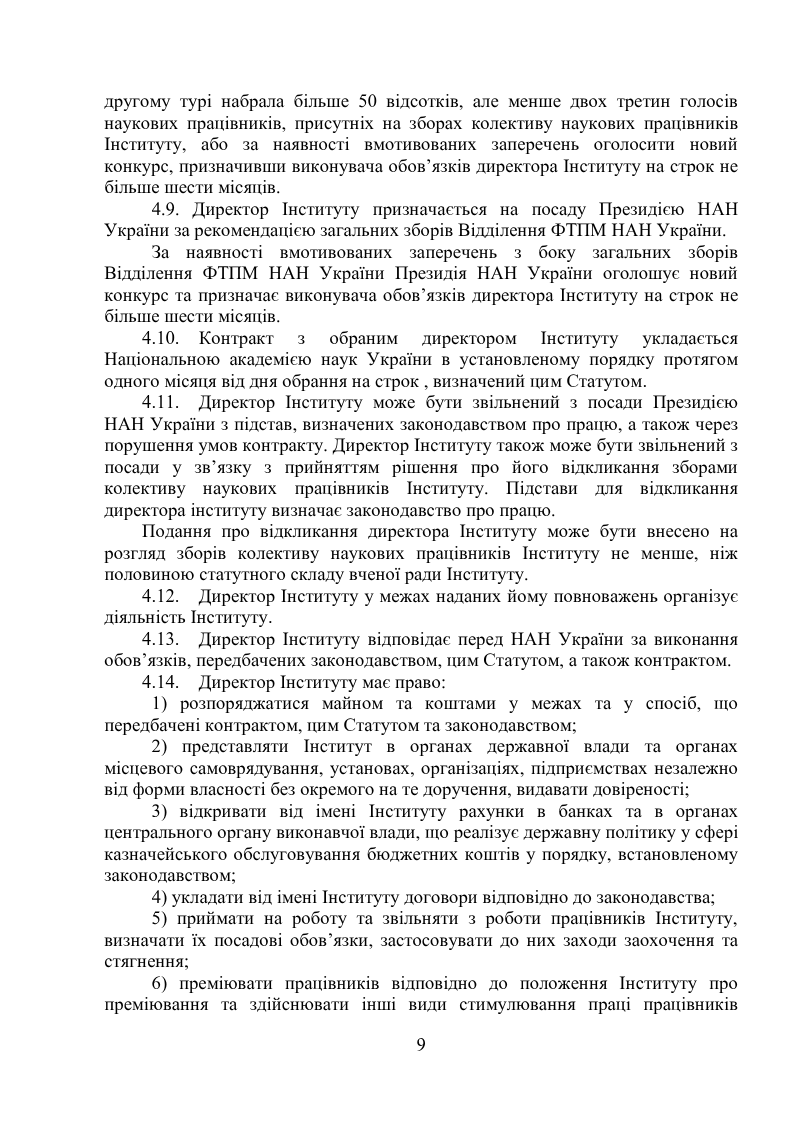 другому турі набрала більше 50 відсотків, але менше двох третин голосів
наукових працівників, присутніх на зборах колективу наукових працівників
Інституту, або за наявності вмотивованих заперечень оголосити новий
конкурс, призначивши виконувача обов’язків директора Інституту на строк не
більше шести місяців.
4.9. Директор Інституту призначається на посаду Президією НАН
України за рекомендацією загальних зборів Відділення ФТПМ НАН України.
За наявності вмотивованих заперечень з боку загальних зборів
Відділення ФТПМ НАН України Президія НАН України оголошує новий
конкурс та призначає виконувача обов’язків директора Інституту на строк не
більше шести місяців.
4.10. Контракт з обраним директором Інституту укладається
Національною академією наук України в установленому порядку протягом
одного місяця від дня обрання на строк , визначений цим Статутом.
4.11. Директор Інституту може бути звільнений з посади Президією
НАН України з підстав, визначених законодавством про працю, а також через
порушення умов контракту. Директор Інституту також може бути звільнений з
посади у зв’язку з прийняттям рішення про його відкликання зборами
колективу наукових працівників Інституту. Підстави для відкликання
директора інституту визначає законодавство про працю.
Подання про відкликання директора Інституту може бути внесено на
розгляд зборів колективу наукових працівників Інституту не менше, ніж
половиною статутного складу вченої ради Інституту.
4.12. Директор Інституту у межах наданих йому повноважень організує
діяльність Інституту.
4.13. Директор Інституту відповідає перед НАН України за виконання
обов’язків, передбачених законодавством, цим Статутом, а також контрактом.
4.14. Директор Інституту має право:
1) розпоряджатися майном та коштами у межах та у спосіб, що
передбачені контрактом, цим Статутом та законодавством;
2) представляти Інститут в органах державної влади та органах
місцевого самоврядування, установах, організаціях, підприємствах незалежно
від форми власності без окремого на те доручення, видавати довіреності;
3) відкривати від імені Інституту рахунки в банках та в органах
центрального органу виконавчої влади, що реалізує державну політику у сфері
казначейського обслуговування бюджетних коштів у порядку, встановленому
законодавством;
4) укладати від імені Інституту договори відповідно до законодавства;
5) приймати на роботу та звільняти з роботи працівників Інституту,
визначати їх посадові обов’язки, застосовувати до них заходи заохочення та
стягнення;
6) преміювати працівників відповідно до положення Інституту про
преміювання та здійснювати інші види стимулювання праці працівників
9